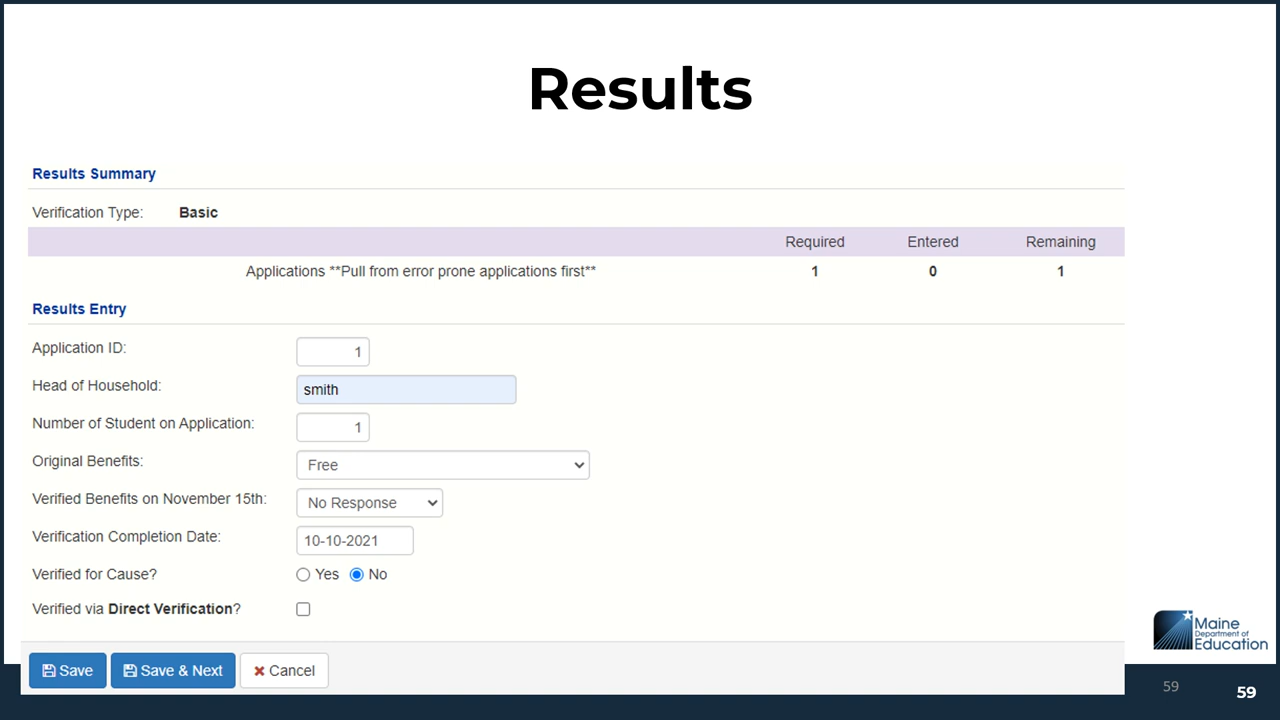 Results
Results Summary
Verification Type: Basic
Required Entered Remaining
Applications **Pull from error prone applications first** 1 0 1
Results Entry
Application ID: 1
Head of Household: smith
Number of Student on Application: 1
Original Benefits: Free
Verified Benefits on November 15th: No Response
Verification Completion Date: 10-10-2021
Verified for Cause? Yes No
Verified via Direct Verification?
Save Save & Next Cancel
Maine
Department of
Education
59 59